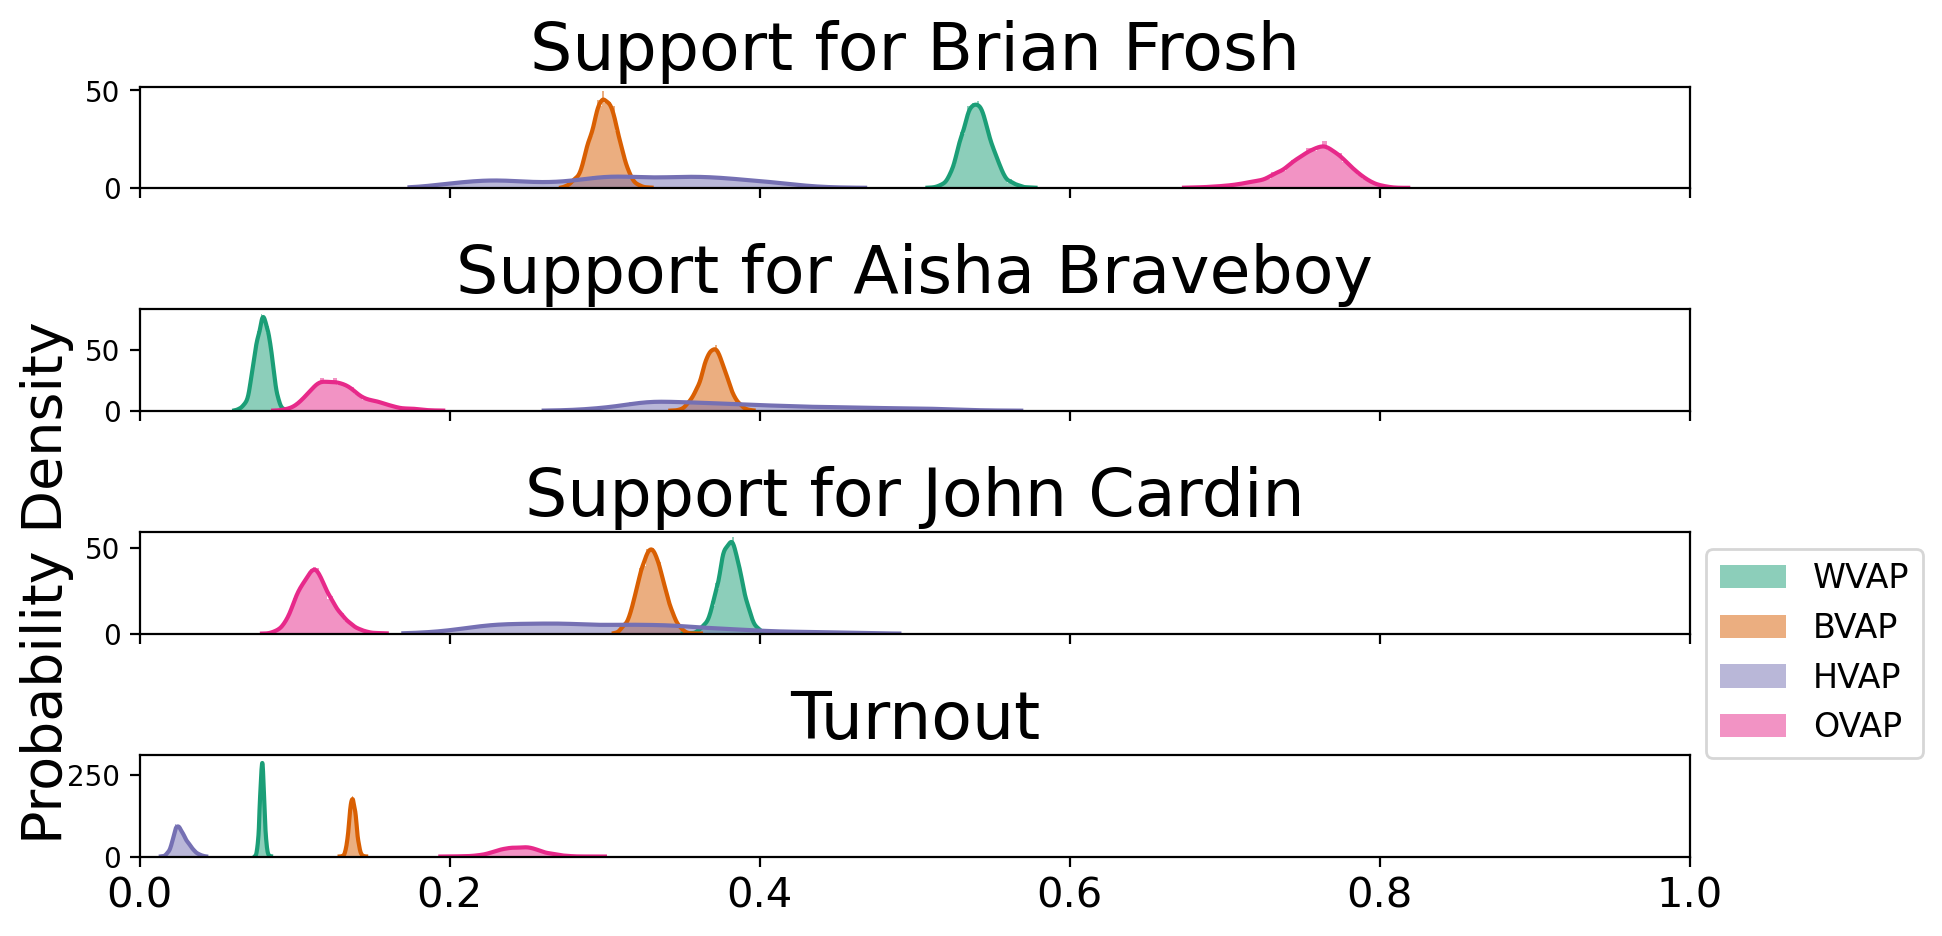 Support for Brian Frosh
50
0
Support for Aisha Braveboy
50
0
Support for John Cardin
50
0
Turnout
250
0
0.0 0.2 0.4 0.6 0.8 1.0
Probability Density
WVAP
BVAP
HVAP
OVAP